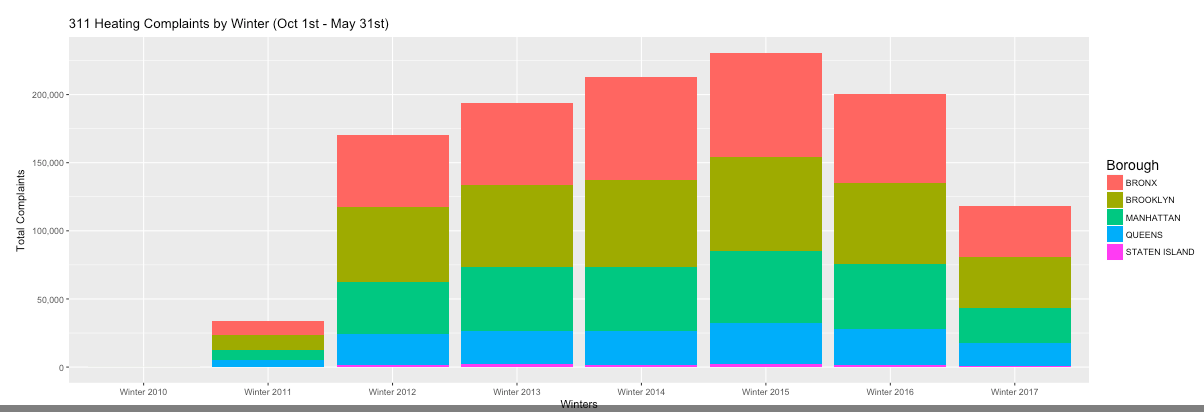 311 Heating Complaints by Winter (Oct 1st - May 31st)
Total Complaints
200,000
150,000
100,000
50,000
0
Winter 2010 Winter 2011 Winter 2012 Winter 2013 Winter 2014 Winter 2015 Winter 2016 Winter 2017
Winters
Borough
BRONX
BROOKLYN
MANHATTAN
QUEENS
STATEN ISLAND